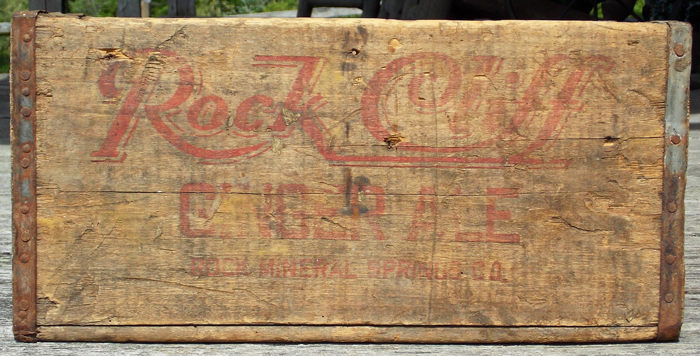 Rock Cliff
GINGER ALE
ROCK MINERAL SPRINGS CO.